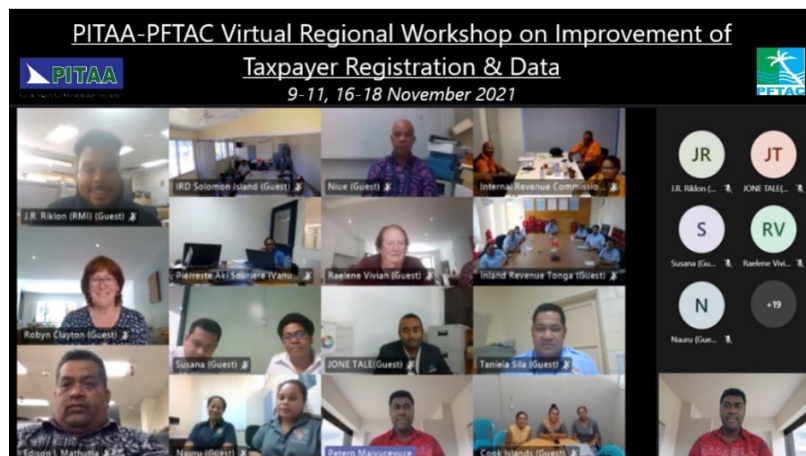 PITAA-PFTAC Virtual Regional Workshop on Improvement of
Taxpayer Registration & Data
9-11, 16-18 November 2021
PITAA
PFTAC
J.R. Riklon (RMI) (Guest)
IRD Solomon Island (Guest)
Niue (Guest)
Internal Revenue Commissio...
JR
JT
J.R. Riklon (...
JONE TALE(...
Robyn Clayton (Guest)
Pierreste Aki Souriere (Vanu...
Raelene Vivian (Guest)
Inland Revenue Tonga (Guest)
S
RV
Susana (Gu...
Raelene Vivi...
Susana (Guest)
JONE TALE(Guest)
Taniela Sila (Guest)
N
+19
Nauru (Gue...
Edison I. Mathusla (Guest)
Nauru (Guest)
Petero Maivucevuce
Cook Islands (Guest)